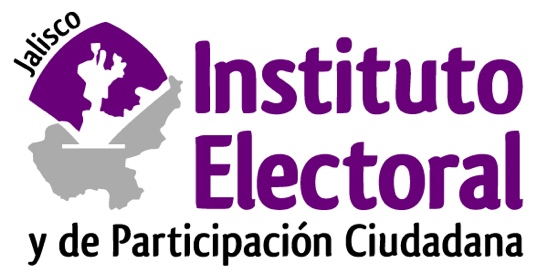 Jalisco
Instituto
Electoral
y de Participación Ciudadana